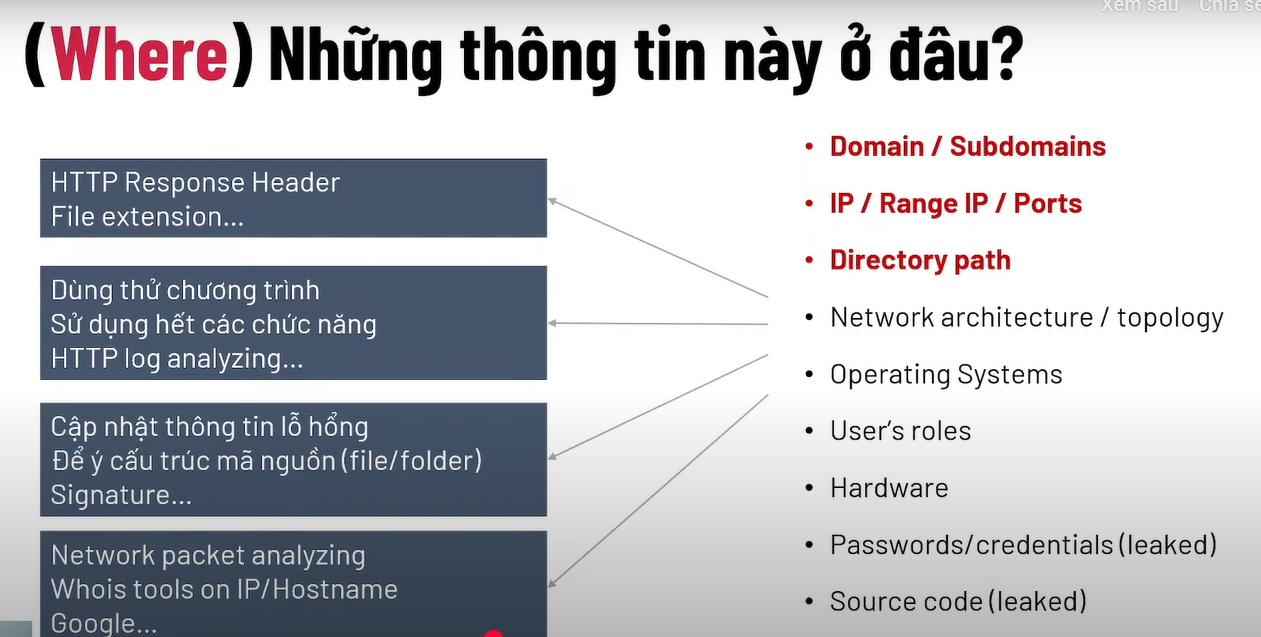 Xem sau Chia sẻ
(Where) Những thông tin này ở đâu?
HTTP Response Header
File extension...
Dùng thử chương trình
Sử dụng hết các chức năng
HTTP log analyzing...
Cập nhật thông tin lỗ hổng
Để ý cấu trúc mã nguồn (file/folder)
Signature...
Network packet analyzing
Whois tools on IP/Hostname
Google...
• Domain / Subdomains
• IP / Range IP / Ports
• Directory path
• Network architecture / topology
• Operating Systems
• User's roles
• Hardware
• Passwords/credentials (leaked)
• Source code (leaked)